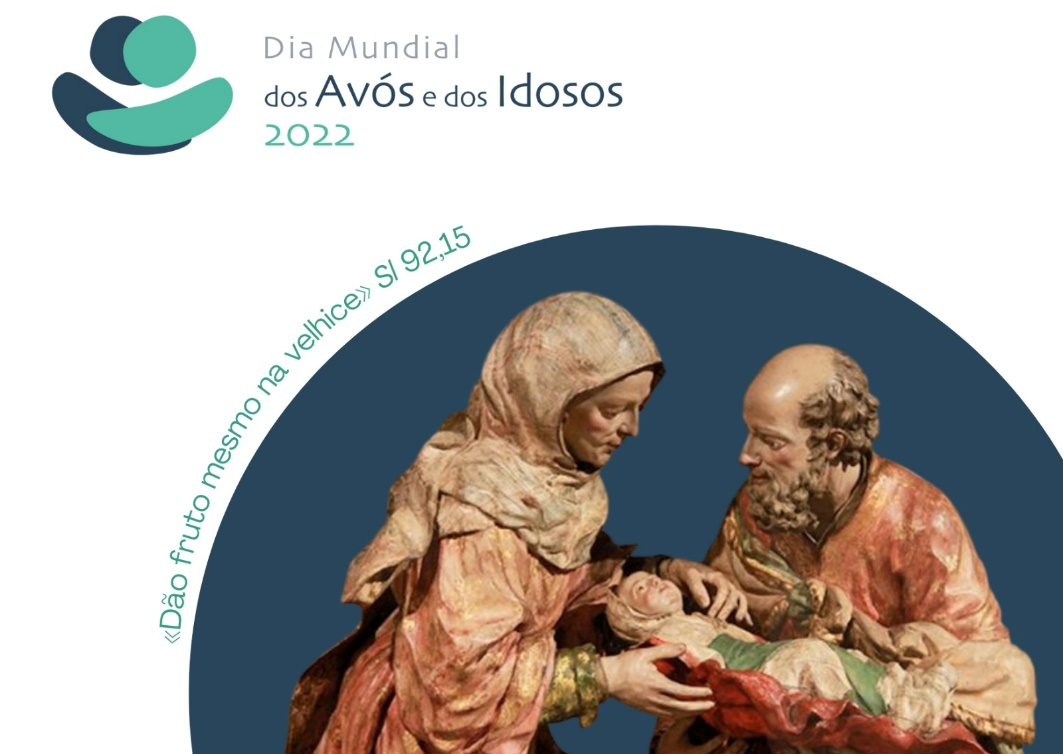 Dia Mundial
dos Avós e dos Idosos
2022
«Dão fruto mesmo na velhice» Sl 92,15